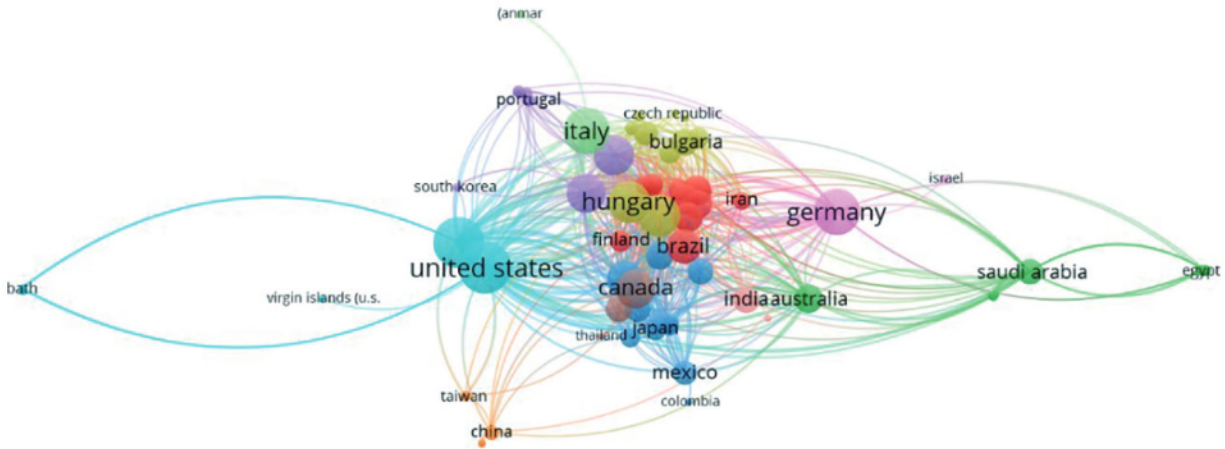 (anmar
portugal
czech republic
italy
bulgaria
south korea
israel
hungary
iran
germany
finland
brazil
united states
saudi arabia
egypt
bath
canada
virgin islands (u.s.
india
australia
thailand
japan
mexico
taiwan
colombia
china